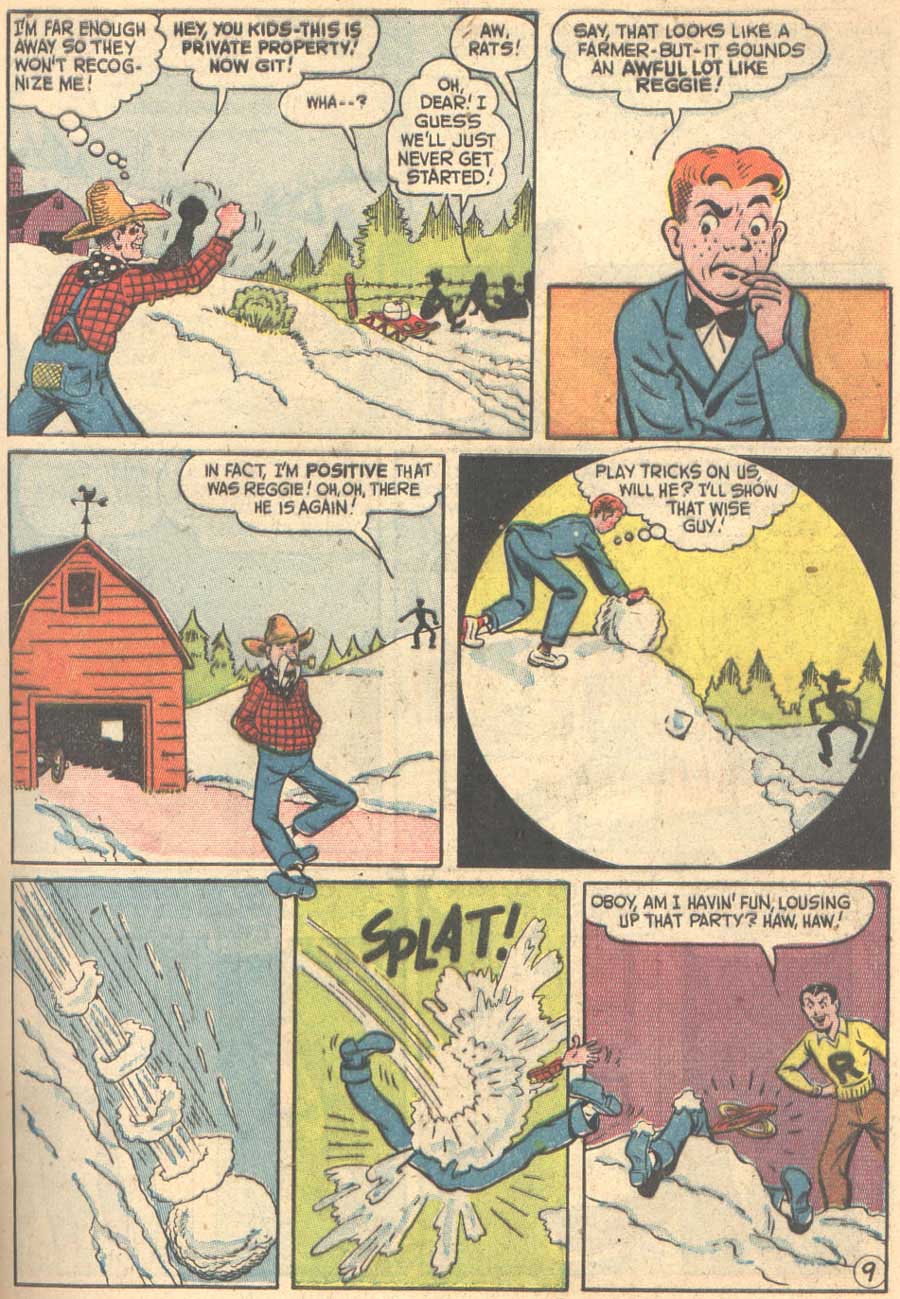 I'M FAR ENOUGH
AWAY SO THEY
WON'T RECOG-
NIZE ME!
HEY, YOU KIDS-THIS IS
PRIVATE PROPERTY!
NOW GIT!
WHA--?
AW,
RATS!
OH,
DEAR! I
GUESS
WE'LL JUST
NEVER GET
STARTED!
SAY, THAT LOOKS LIKE A
FARMER-BUT-IT SOUNDS
AN AWFUL LOT LIKE
REGGIE!
IN FACT, I'M POSITIVE THAT
WAS REGGIE! OH, OH, THERE
HE IS AGAIN!
PLAY TRICKS ON US,
WILL HE? I'LL SHOW
THAT WISE
GUY!
SPLAT!
OBOY, AM I HAVIN' FUN, LOUSING
UP THAT PARTY? HAW, HAW!
R
9